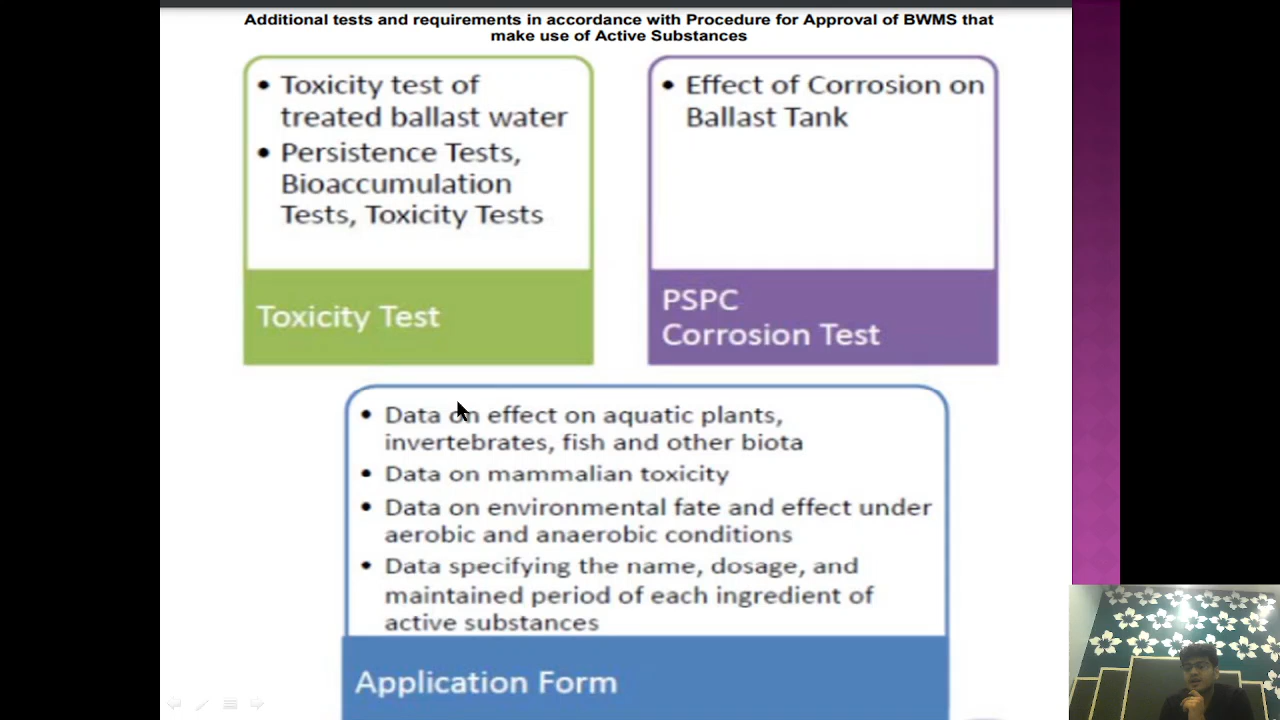 Additional tests and requirements in accordance with Procedure for Approval of BWMS that
make use of Active Substances
• Toxicity test of
treated ballast water
• Persistence Tests,
Bioaccumulation
Tests, Toxicity Tests
Toxicity Test
• Effect of Corrosion on
Ballast Tank
PSPC
Corrosion Test
• Data on effect on aquatic plants,
invertebrates, fish and other biota
• Data on mammalian toxicity
• Data on environmental fate and effect under
aerobic and anaerobic conditions
• Data specifying the name, dosage, and
maintained period of each ingredient of
active substances
Application Form